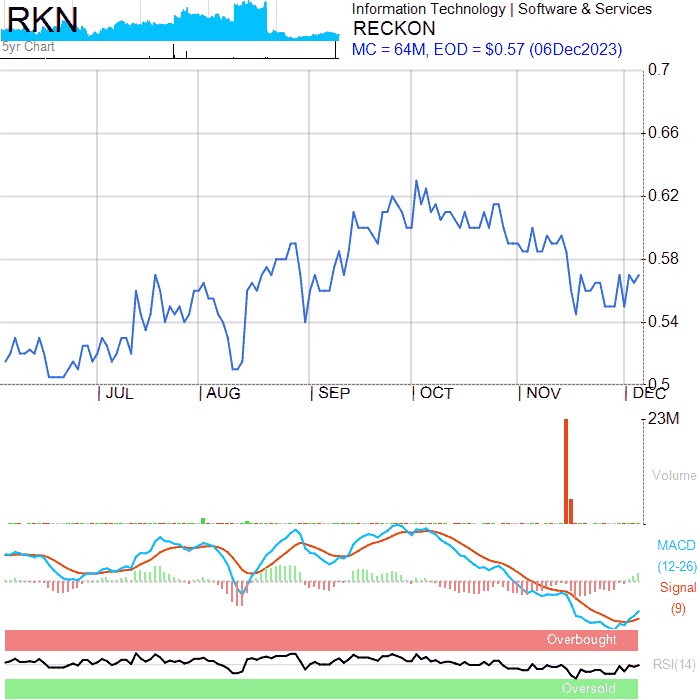 RKN
5yr Chart
Information Technology | Software & Services
RECKON
MC = 64M, EOD = $0.57 (06Dec2023)
0.7
0.66
0.62
0.58
0.54
0.5
JUL
AUG
SEP
OCT
NOV
DEC
23M
Volume
MACD
(12-26)
Signal
(9)
Overbought
RSI(14)
Oversold